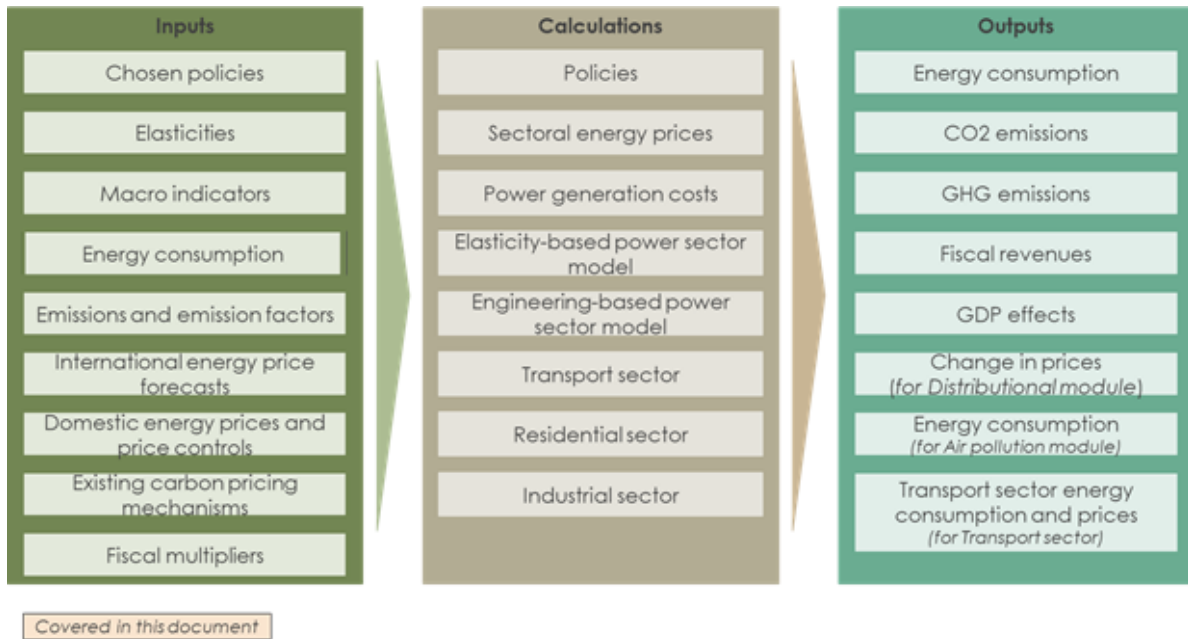 Inputs
Chosen policies
Elasticities
Macro indicators
Energy consumption
Emissions and emission factors
International energy price
forecasts
Domestic energy prices and
price controls
Existing carbon pricing
mechanisms
Fiscal multipliers
Calculations
Policies
Sectoral energy prices
Power generation costs
Elasticity-based power sector
model
Engineering-based power
sector model
Transport sector
Residential sector
Industrial sector
Outputs
Energy consumption
CO2 emissions
GHG emissions
Fiscal revenues
GDP effects
Change in prices
(for Distributional module)
Energy consumption
(for Air pollution module)
Transport sector energy
consumption and prices
(for Transport sector)
Covered in this document